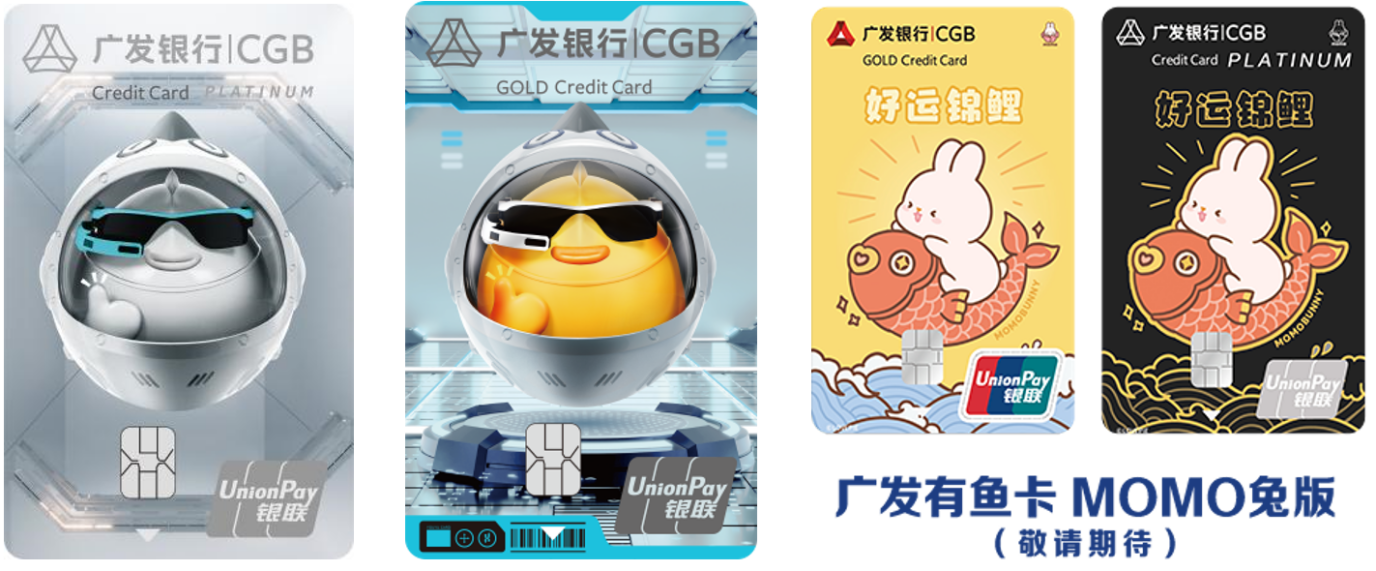 广发银行|CGB
Credit Card PLATINUM
UnionPay
银联
广发银行|CGB
GOLD Credit Card
UnionPay
银联
广发银行|CGB
GOLD Credit Card
好运锦鲤
UnionPay
银联
广发银行|CGB
Credit Card PLATINUM
好运锦鲤
MOMOBUNNY
UnionPay
银联
广发有鱼卡 MOMO兔版
（敬请期待）